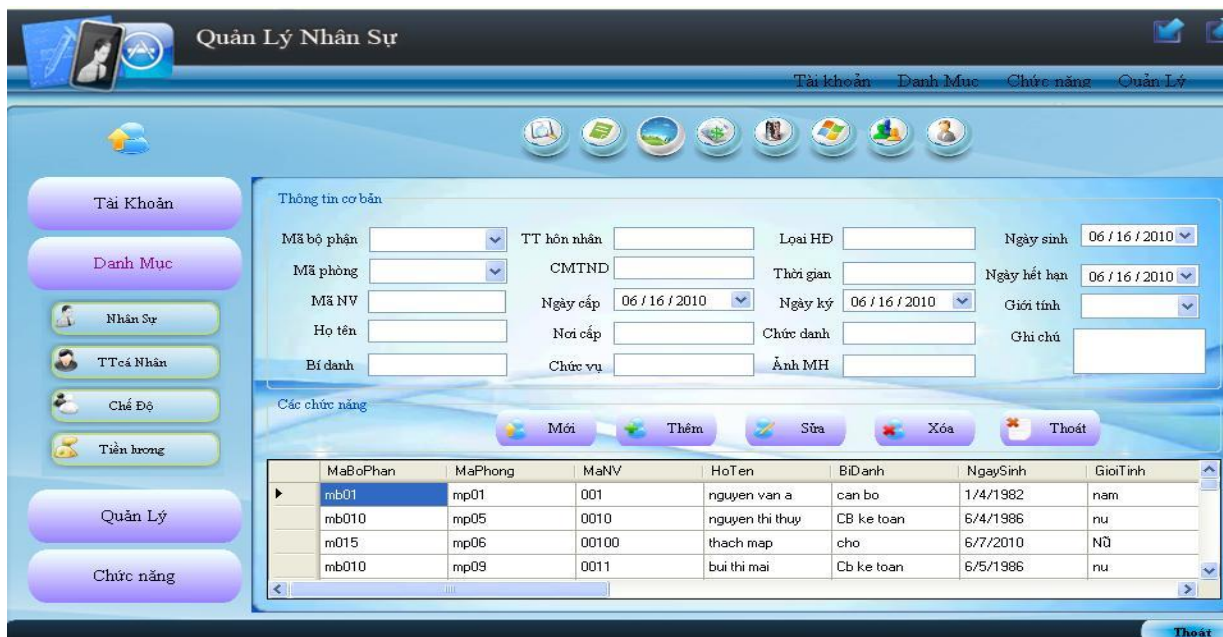 Quản Lý Nhân Sự
Tài khoản Danh Mục Chức năng Quản Lý
Tài Khoản
Danh Mục
Nhân Sự
TTcá Nhân
Chế Độ
Tiền lương
Quản Lý
Chức năng
Thông tin cơ bản
Mã bộ phận TT hôn nhân Loại HĐ Ngày sinh 06 / 16 / 2010
Mã phòng CMTND Thời gian Ngày hết hạn 06 / 16 / 2010
Mã NV Ngày cấp 06 / 16 / 2010 Ngày ký 06 / 16 / 2010 Giới tính
Họ tên Nơi cấp Chức danh Ghi chú
Bí danh Chức vụ Ảnh MH
Các chức năng
Mới Thêm Sửa Xóa Thoát
MaBoPhan MaPhong MaNV HoTen BiDanh NgaySinh GioiTinh
mb01 mp01 001 nguyen van a can bo 1/4/1982 nam
mb010 mp05 0010 nguyen thi thuy CB ke toan 6/4/1986 nu
m015 mp06 00100 thach map cho 6/7/2010 Nữ
mb010 mp09 0011 bui thi mai Cb ke toan 6/5/1986 nu
Thoát